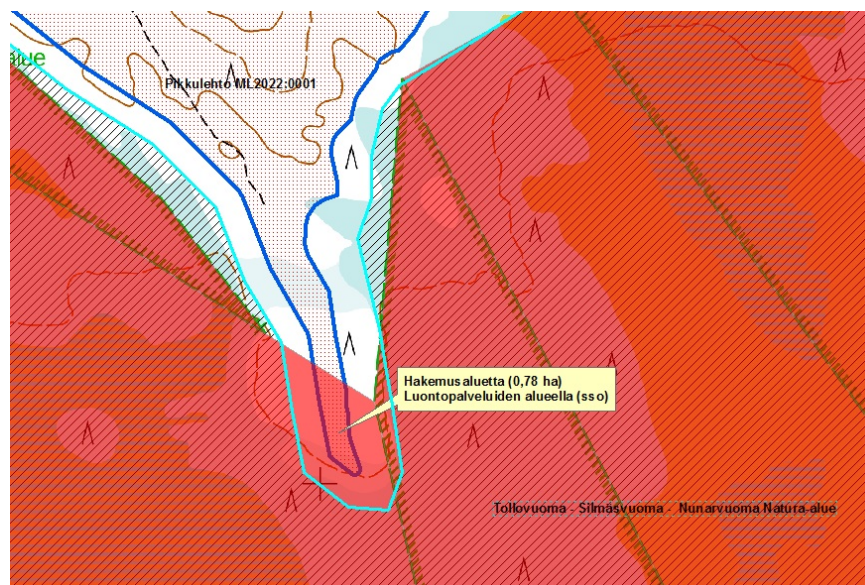 alue
Pikkulehto ML2022:0001
Hakemusaluetta (0,78 ha)
Luontopalveluiden alueella (sso)
Tollovuoma - Silmäsvuoma - Nunarvuoma Natura-alue